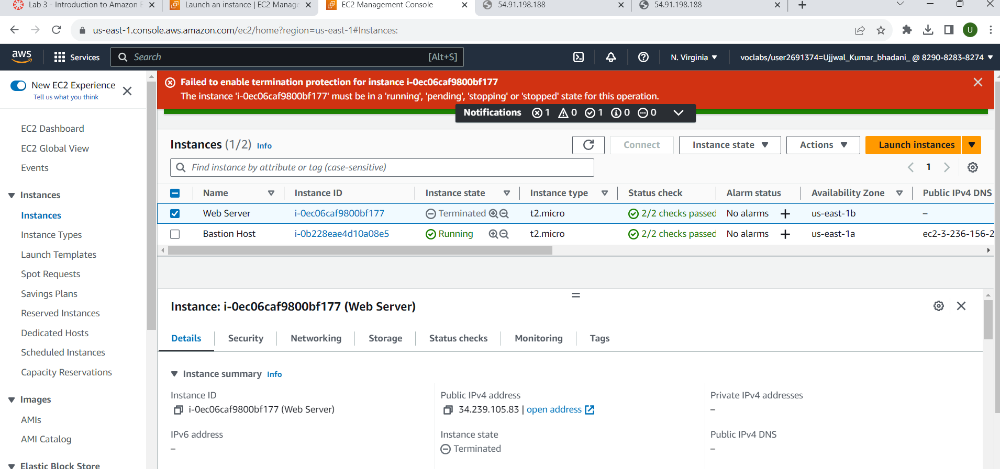 Lab 3 - Introduction to Amazon E
Launch an instance | EC2 Manage
EC2 Management Console
54.91.198.188
54.91.198.188
us-east-1.console.aws.amazon.com/ec2/home?region=us-east-1#Instances:
U
aws
Services
Search
[Alt+S]
N. Virginia
voclabs/user2691374=Ujjwal_Kumar_bhadani_ @ 8290-8283-8274
New EC2 Experience
Tell us what you think
EC2 Dashboard
EC2 Global View
Events
Instances
Instances
Instance Types
Launch Templates
Spot Requests
Savings Plans
Reserved Instances
Dedicated Hosts
Scheduled Instances
Capacity Reservations
Images
AMIs
AMI Catalog
Elastic Block Store
Failed to enable termination protection for instance i-0ec06caf9800bf177
The instance 'i-0ec06caf9800bf177' must be in a 'running', 'pending', 'stopping' or 'stopped' state for this operation.
Notifications 1 0 1 0 0
Instances (1/2) Info
Connect
Instance state
Actions
Launch instances
Find instance by attribute or tag (case-sensitive)
1
Name Instance ID Instance state Instance type Status check Alarm status Availability Zone Public IPv4 DNS
Web Server i-0ec06caf9800bf177 Terminated t2.micro 2/2 checks passed No alarms + us-east-1b –
Bastion Host i-0b228eae4d10a08e5 Running t2.micro 2/2 checks passed No alarms + us-east-1a ec2-3-236-156-2
Instance: i-0ec06caf9800bf177 (Web Server)
Details Security Networking Storage Status checks Monitoring Tags
Instance summary Info
Instance ID
i-0ec06caf9800bf177 (Web Server)
Public IPv4 address
34.239.105.83 | open address
Private IPv4 addresses
–
IPv6 address
–
Instance state
Terminated
Public IPv4 DNS
–